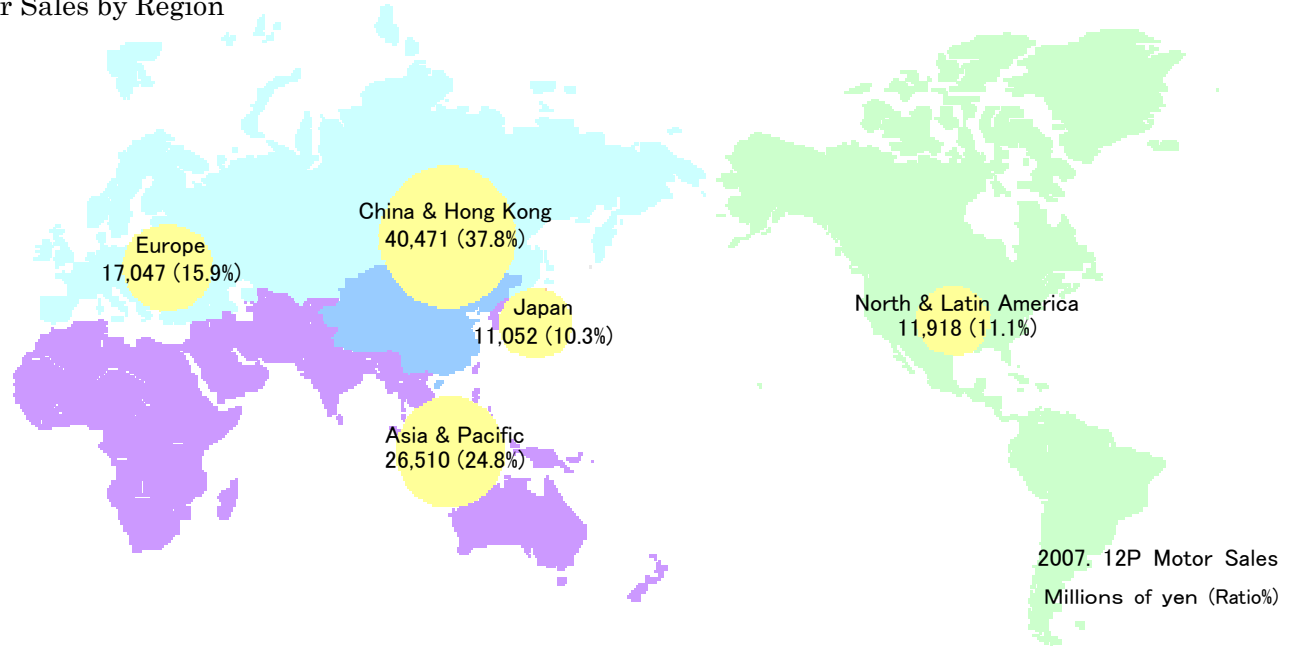 r Sales by Region
China & Hong Kong
40,471 (37.8%)
Europe
17,047 (15.9%)
Japan
11,052 (10.3%)
North & Latin America
11,918 (11.1%)
Asia & Pacific
26,510 (24.8%)
2007. 12P Motor Sales
Millions of yen (Ratio%)